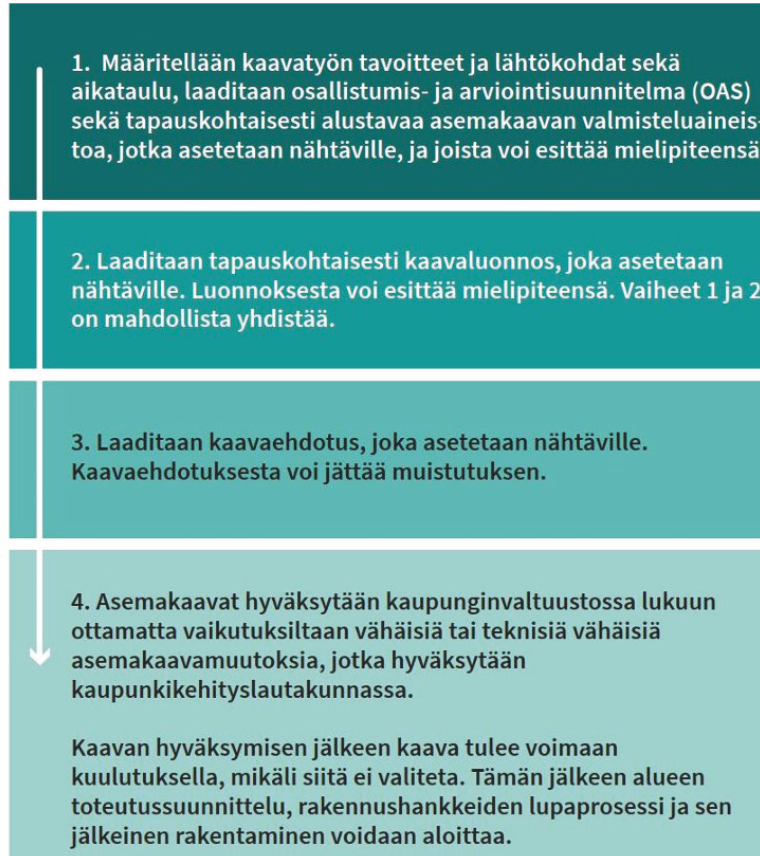 1. Määritellään kaavatyön tavoitteet ja lähtökohdat sekä
aikataulu, laaditaan osallistumis- ja arviointisuunnitelma (OAS)
sekä tapauskohtaisesti alustavaa asemakaavan valmisteluaineis-
toa, jotka asetetaan nähtäville, ja joista voi esittää mielipiteensä
2. Laaditaan tapauskohtaisesti kaavaluonnos, joka asetetaan
nähtäville. Luonnoksesta voi esittää mielipiteensä. Vaiheet 1 ja 2
on mahdollista yhdistää.
3. Laaditaan kaavaehdotus, joka asetetaan nähtäville.
Kaavaehdotuksesta voi jättää muistutuksen.
4. Asemakaavat hyväksytään kaupunginvaltuustossa lukuun
ottamatta vaikutuksiltaan vähäisiä tai teknisiä vähäisiä
asemakaavamuutoksia, jotka hyväksytään
kaupunkikehityslautakunnassa.
Kaavan hyväksymisen jälkeen kaava tulee voimaan
kuulutuksella, mikäli siitä ei valiteta. Tämän jälkeen alueen
toteutussuunnittelu, rakennushankkeiden lupaprosessi ja sen
jälkeinen rakentaminen voidaan aloittaa.